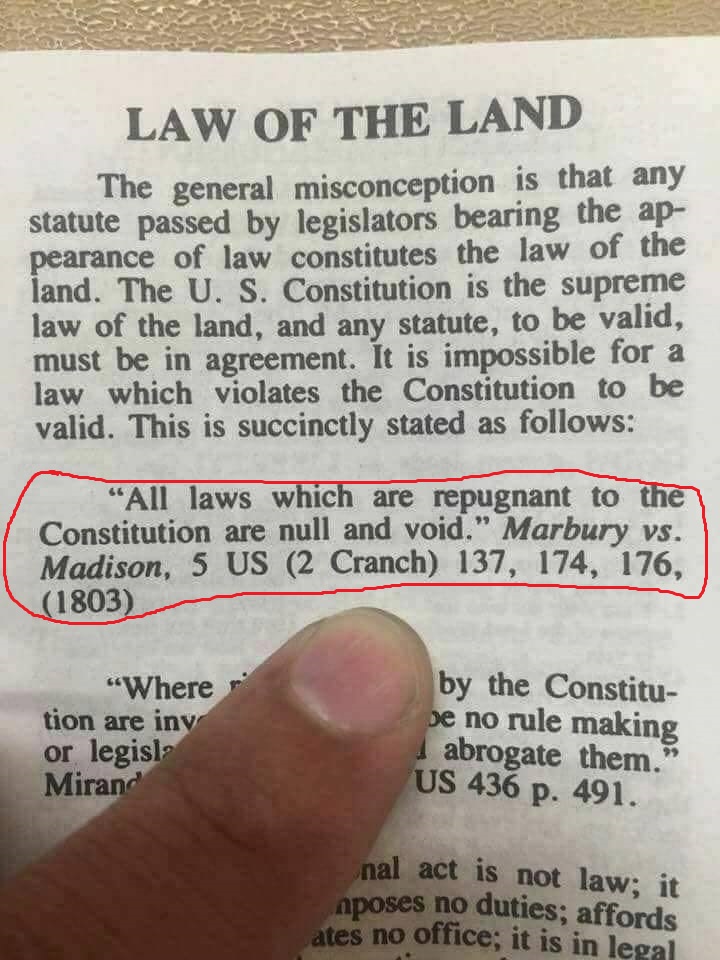 LAW OF THE LAND
The general misconception is that any
statute passed by legislators bearing the ap-
pearance of law constitutes the law of the
land. The U. S. Constitution is the supreme
law of the land, and any statute, to be valid,
must be in agreement. It is impossible for a
law which violates the Constitution to be
valid. This is succinctly stated as follows:
“All laws which are repugnant to the
Constitution are null and void.” Marbury vs.
Madison, 5 US (2 Cranch) 137, 174, 176,
(1803)
“Where by the Constitu-
tion are no rule making
or abrogate them.”
US 436 p. 491.
act is not law; it
no duties; affords
no office; it is in legal